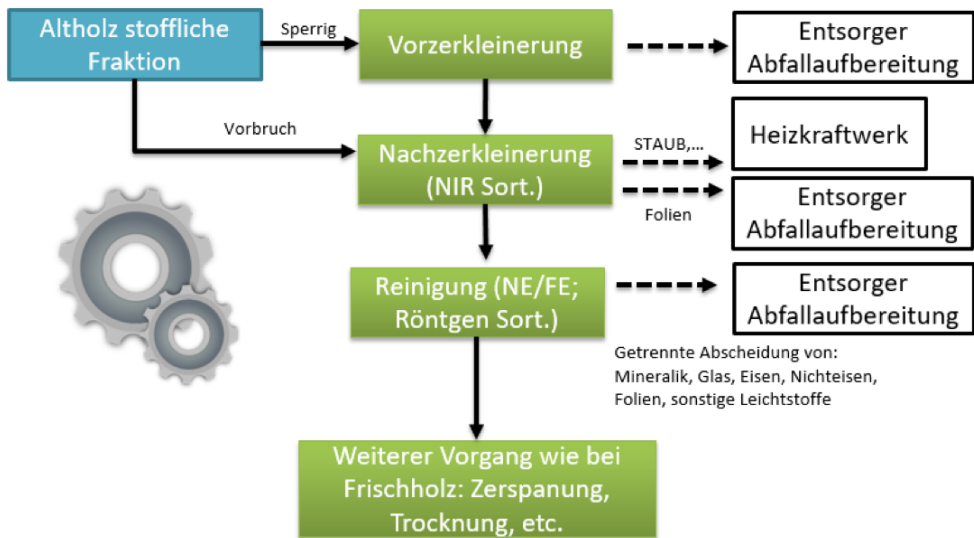 Altholz stoffliche
Fraktion
Sperrig
Vorzerkleinerung
Entsorger
Abfallaufbereitung
Vorbruch
Nachzerkleinerung
(NIR Sort.)
STAUB,...
Heizkraftwerk
Folien
Entsorger
Abfallaufbereitung
Reinigung (NE/FE;
Röntgen Sort.)
Entsorger
Abfallaufbereitung
Getrennte Abscheidung von:
Mineralik, Glas, Eisen, Nichteisen,
Folien, sonstige Leichtstoffe
Weiterer Vorgang wie bei
Frischholz: Zerspanung,
Trocknung, etc.